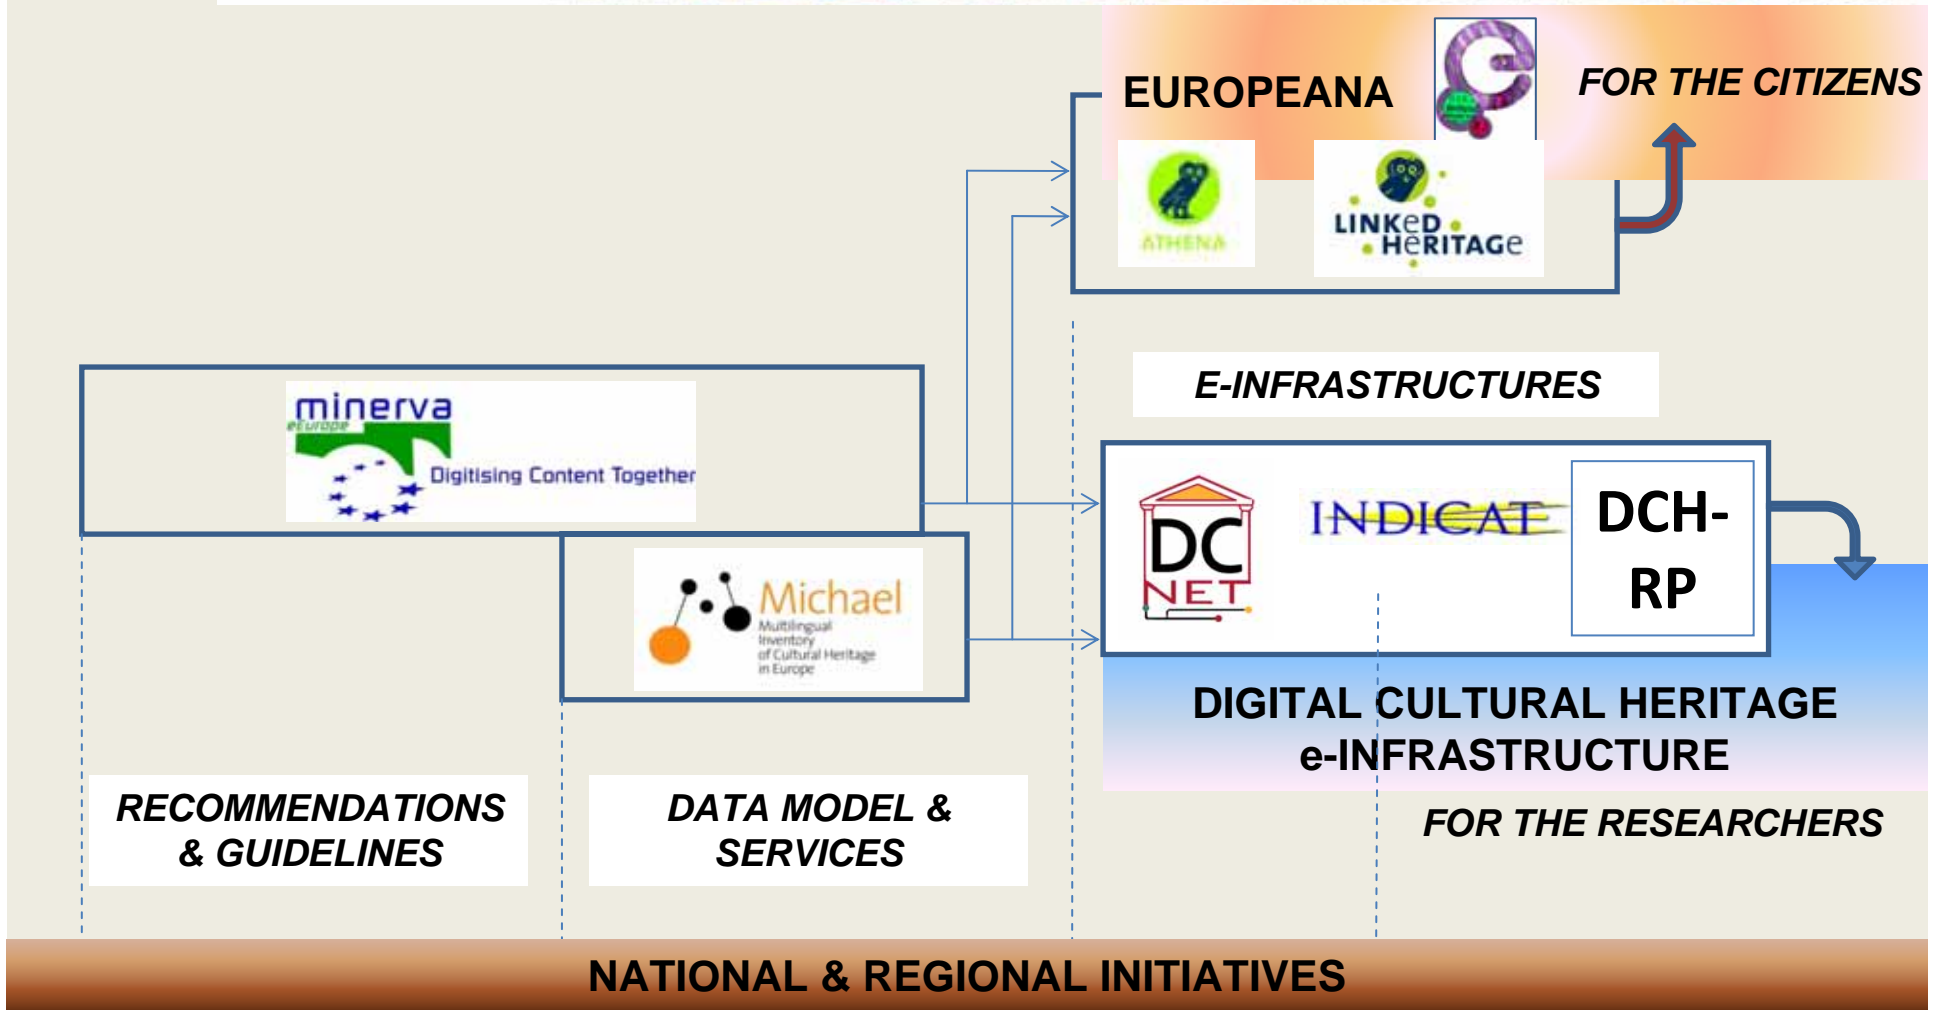 EUROPEANA
FOR THE CITIZENS
ATHENA
LINKeD
HeRITAGe
minerva
eEurope
Digitising Content Together
E-INFRASTRUCTURES
DC
NET
INDICATE
DCH-
RP
Michael
Multilingual
Inventory
of Cultural Heritage
in Europe
DIGITAL CULTURAL HERITAGE
e-INFRASTRUCTURE
RECOMMENDATIONS
& GUIDELINES
DATA MODEL &
SERVICES
FOR THE RESEARCHERS
NATIONAL & REGIONAL INITIATIVES